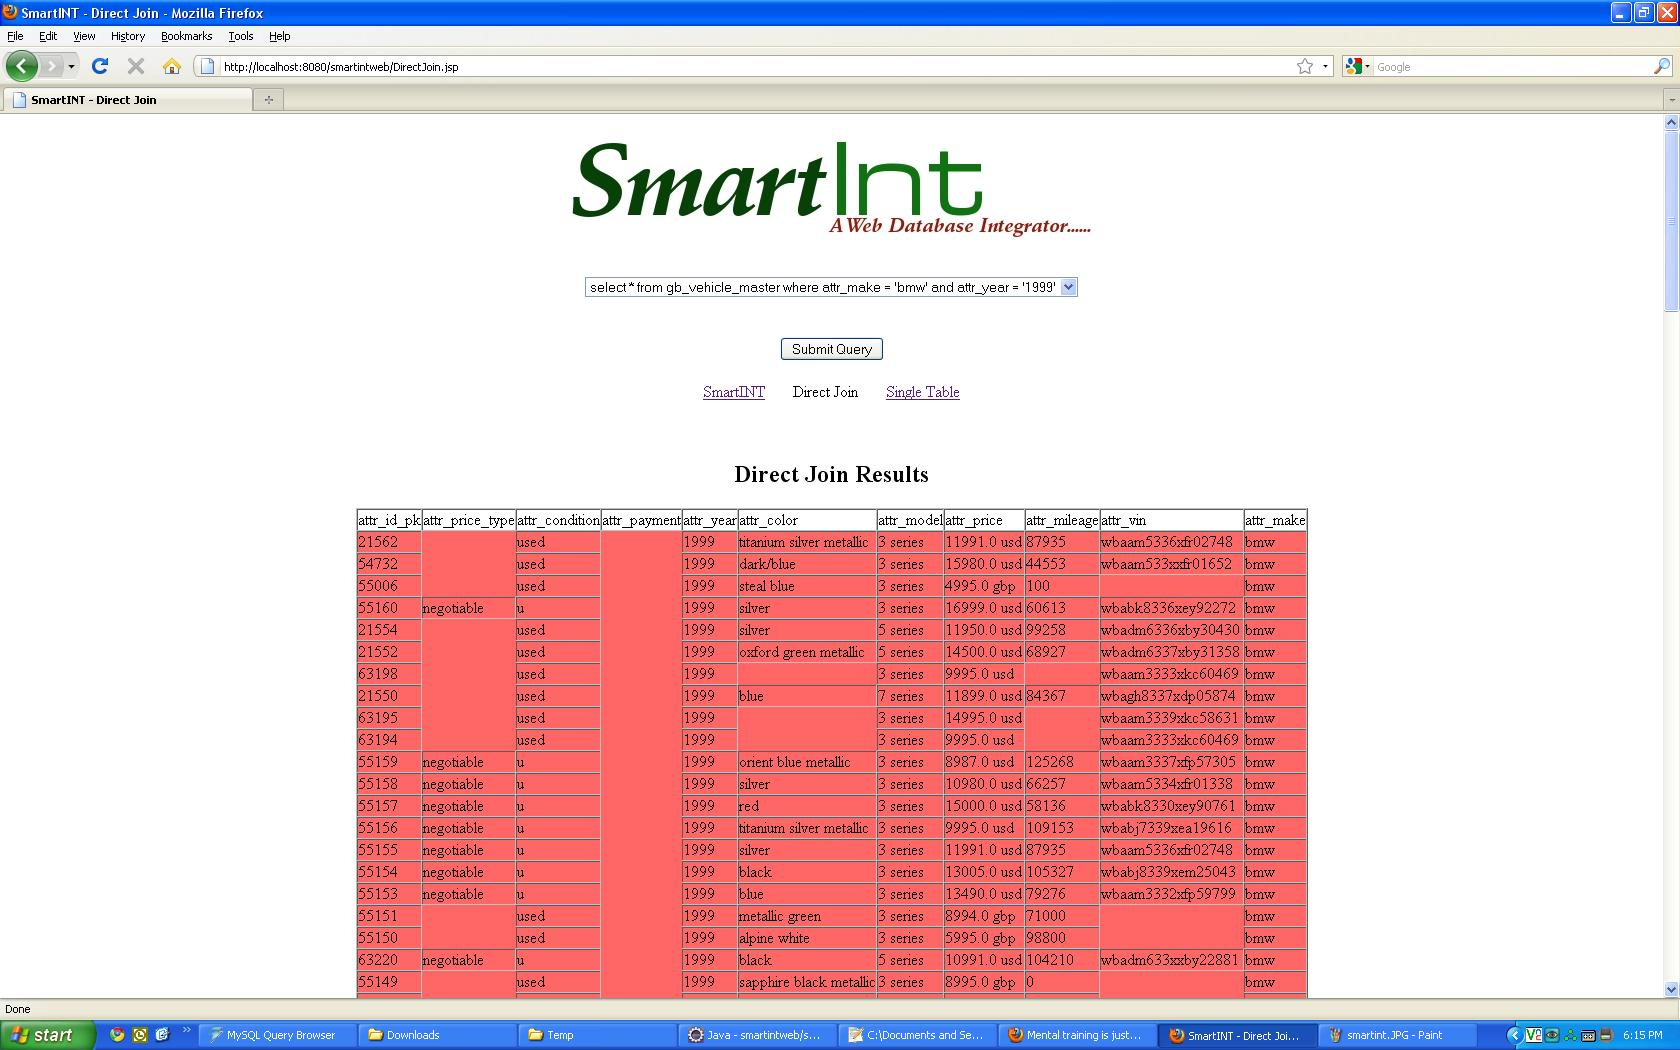 SmartINT - Direct Join - Mozilla Firefox
File Edit View History Bookmarks Tools Help
http://localhost:8080/smartintweb/DirectJoin.jsp Google
SmartINT - Direct Join
SmartInt
A Web Database Integrator......
select * from gb_vehicle_master where attr_make = 'bmw' and attr_year = '1999'
Submit Query
SmartINT Direct Join Single Table
Direct Join Results
attr_id_pk attr_price_type attr_condition attr_payment attr_year attr_color attr_model attr_price attr_mileage attr_vin attr_make
21562 used 1999 titanium silver metallic 3 series 11991.0 usd 87935 wbaam5336xfr02748 bmw
54732 used 1999 dark/blue 3 series 15980.0 usd 44553 wbaam533xxfr01652 bmw
55006 used 1999 steal blue 3 series 4995.0 gbp 100 bmw
55160 negotiable u 1999 silver 3 series 16999.0 usd 60613 wbabk8336xey92272 bmw
21554 used 1999 silver 5 series 11950.0 usd 99258 wbadm6336xby30430 bmw
21552 used 1999 oxford green metallic 5 series 14500.0 usd 68927 wbadm6337xby31358 bmw
63198 used 1999 3 series 9995.0 usd wbaam3333xkc60469 bmw
21550 used 1999 blue 7 series 11899.0 usd 84367 wbagh8337xdp05874 bmw
63195 used 1999 3 series 14995.0 usd wbaam3339xkc58631 bmw
63194 used 1999 3 series 9995.0 usd wbaam3333xkc60469 bmw
55159 negotiable u 1999 orient blue metallic 3 series 8987.0 usd 125268 wbaam3337xfp57305 bmw
55158 negotiable u 1999 silver 3 series 10980.0 usd 66257 wbaam5334xfr01338 bmw
55157 negotiable u 1999 red 3 series 15000.0 usd 58136 wbabk8330xey90761 bmw
55156 negotiable u 1999 titanium silver metallic 3 series 9995.0 usd 109153 wbabj7339xea19616 bmw
55155 negotiable u 1999 silver 3 series 11991.0 usd 87935 wbaam5336xfr02748 bmw
55154 negotiable u 1999 black 3 series 13005.0 usd 105327 wbabj8339xem25043 bmw
55153 negotiable u 1999 blue 3 series 13490.0 usd 79276 wbaam3332xfp59799 bmw
55151 used 1999 metallic green 3 series 8994.0 gbp 71000 bmw
55150 used 1999 alpine white 3 series 5995.0 gbp 98800 bmw
63220 negotiable u 1999 black 5 series 10991.0 usd 104210 wbadm633xxby22881 bmw
55149 used 1999 sapphire black metallic 3 series 8995.0 gbp 0 bmw
Done
start MySQL Query Browser Downloads Temp Java - smartintweb/s... C:\Documents and Se... Mental training is just... SmartINT - Direct Joi... smartint.JPG - Paint 6:15 PM